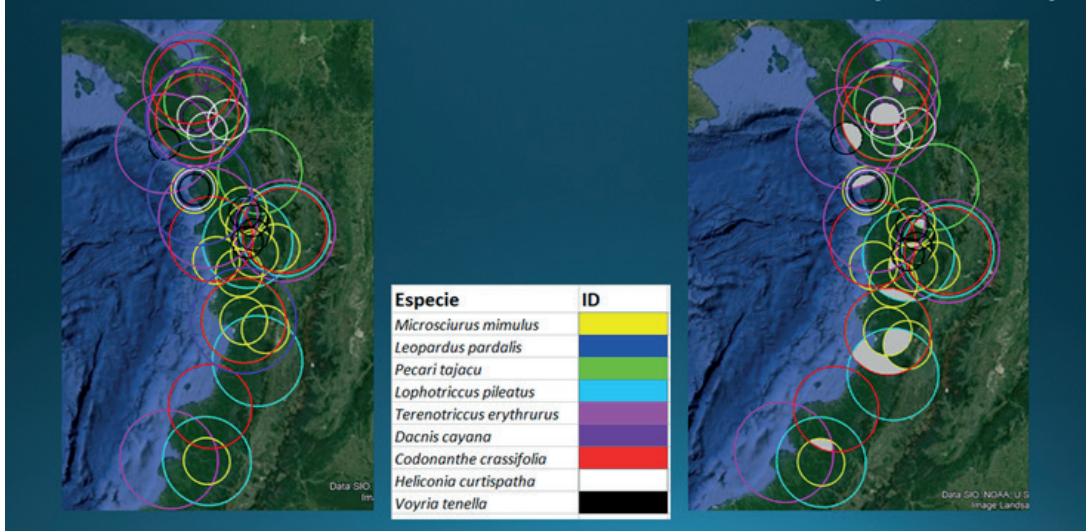 Data SIO
Im
Especie ID
Microsciurus mimulus
Leopardus pardalis
Pecari tajacu
Lophotriccus pileatus
Terenotriccus erythrurus
Dacnis cayana
Codonanthe crassifolia
Heliconia curtispatha
Voyria tenella
Data SIO, NOAA, U.S
Image Landsa